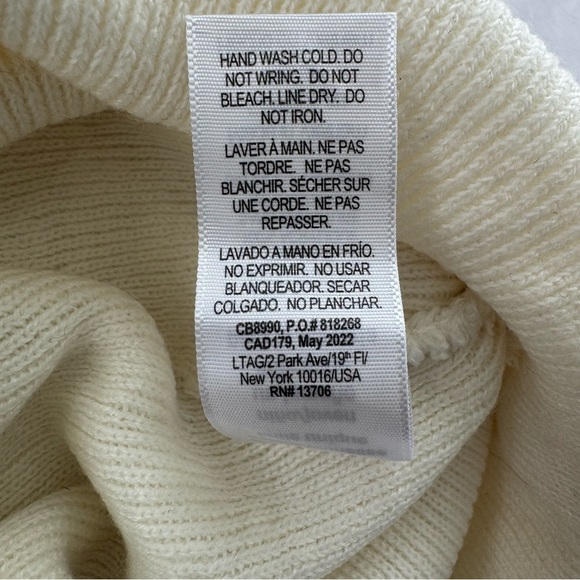 HAND WASH COLD. DO
NOT WRING. DO NOT
BLEACH. LINE DRY. DO
NOT IRON.
LAVER À MAIN. NE PAS
TORDRE. NE PAS
BLANCHIR. SÉCHER SUR
UNE CORDE. NE PAS
REPASSER.
LAVADO A MANO EN FRÍO.
NO EXPRIMIR. NO USAR
BLANQUEADOR. SECAR
COLGADO. NO PLANCHAR.
CB8990, P.O.# 818268
CAD179, May 2022
LTAG/2 Park Ave/19th Fl/
New York 10016/USA
RN# 13706